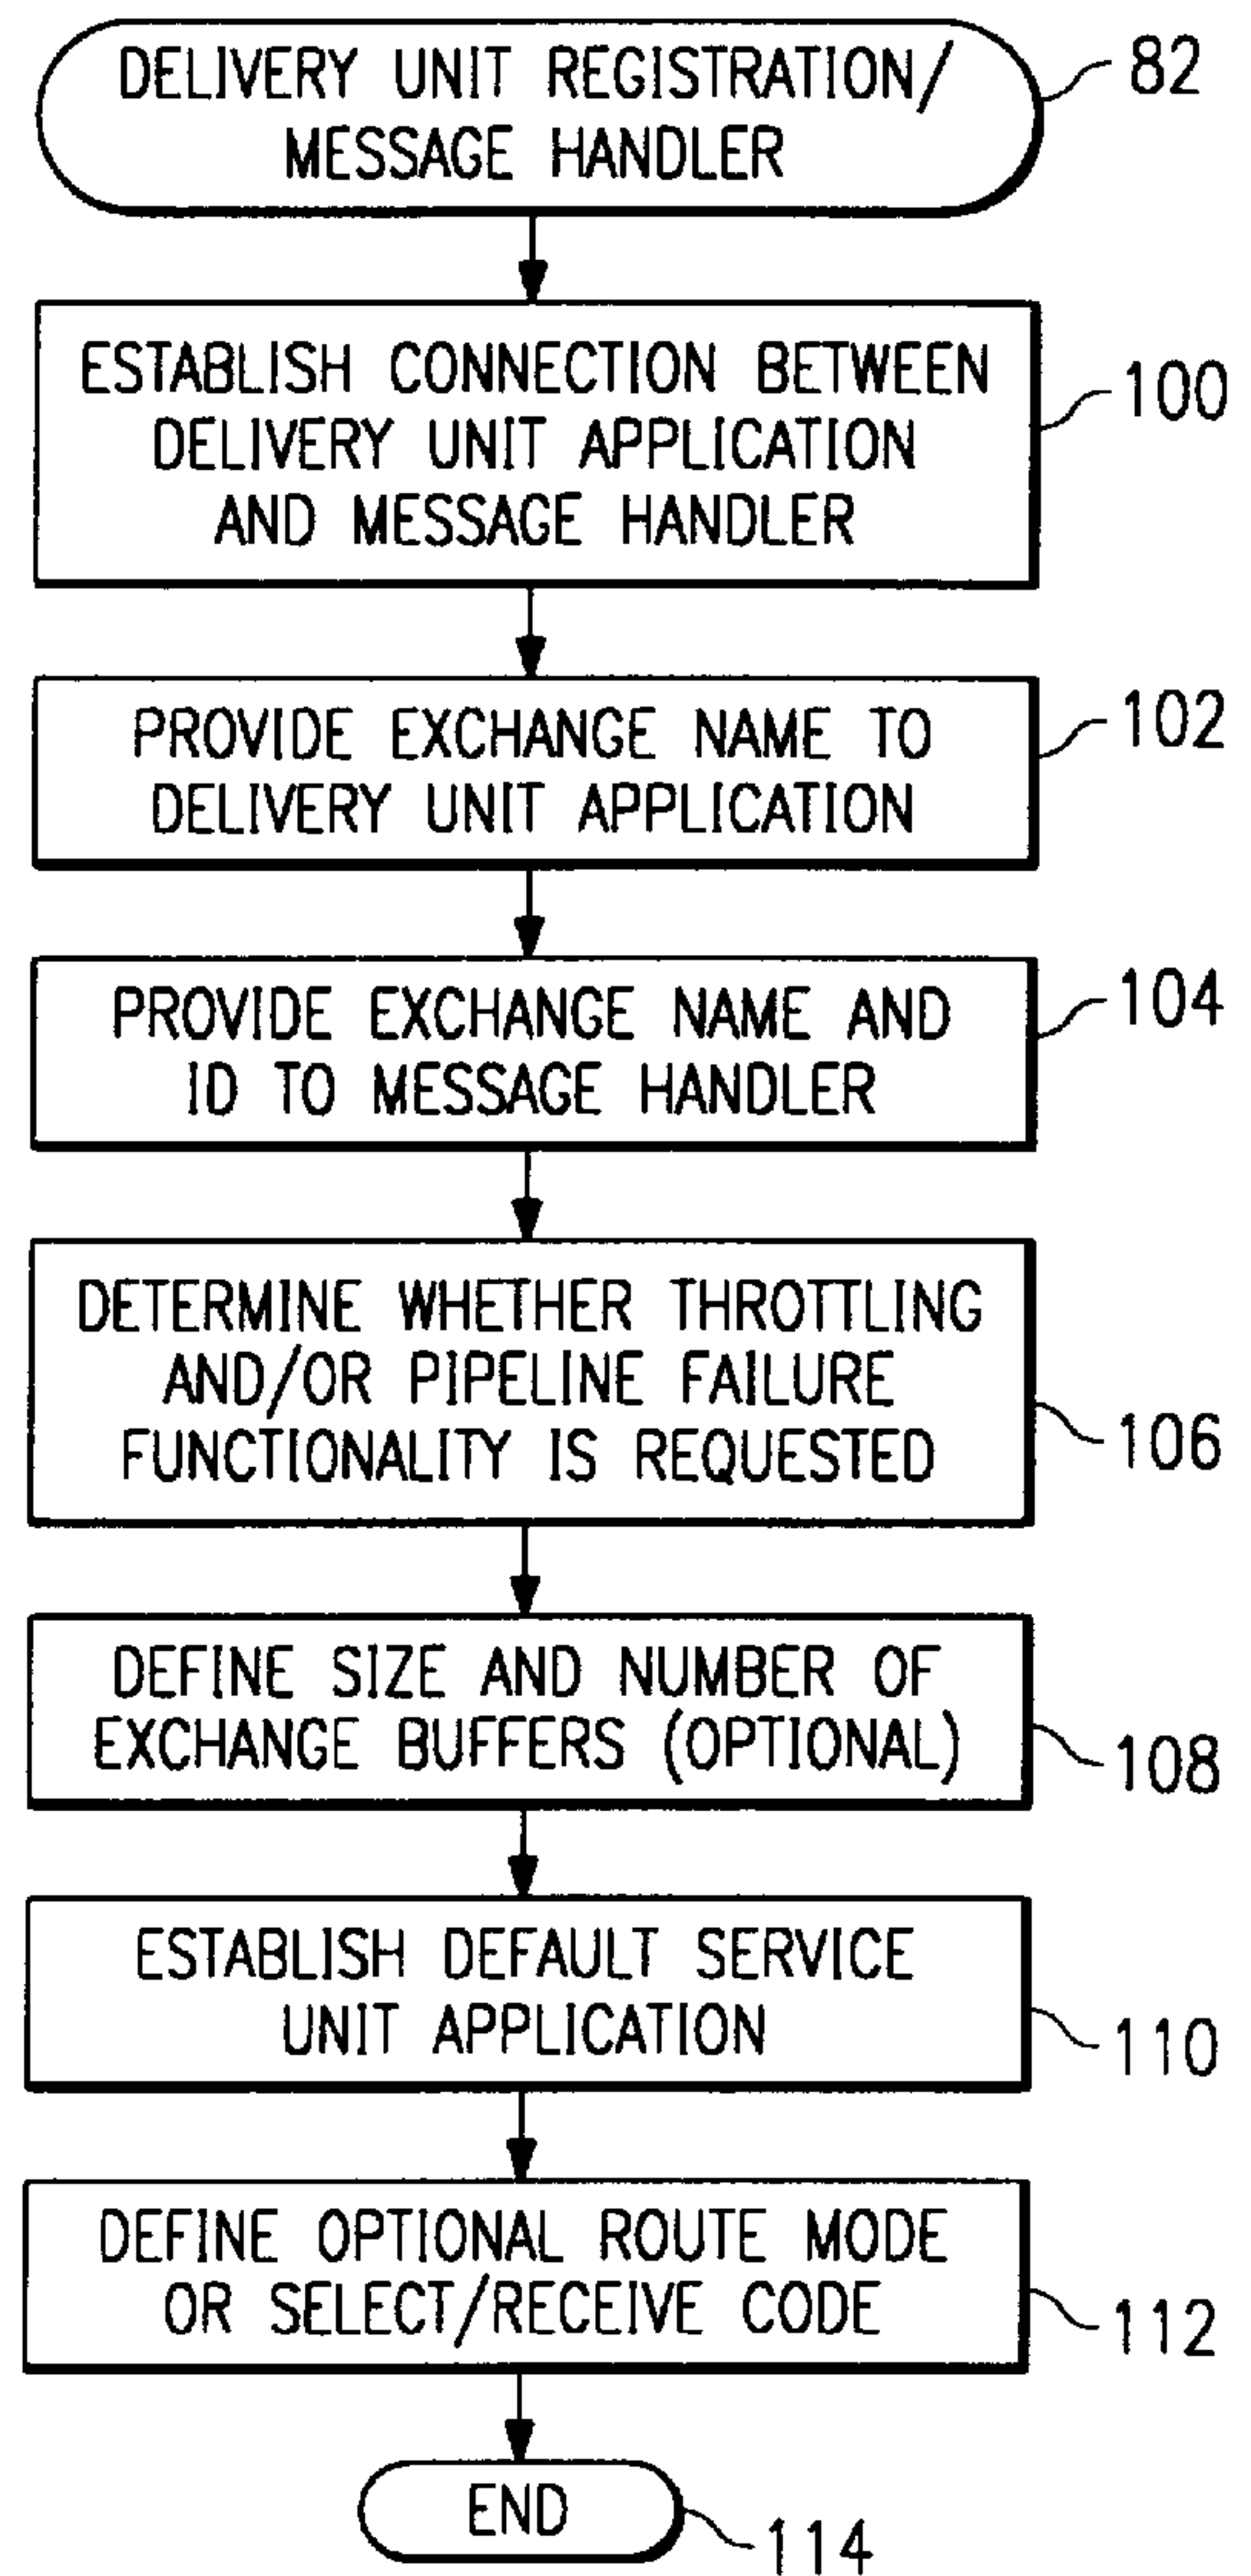 DELIVERY UNIT REGISTRATION/
MESSAGE HANDLER
82
ESTABLISH CONNECTION BETWEEN
DELIVERY UNIT APPLICATION
AND MESSAGE HANDLER
100
PROVIDE EXCHANGE NAME TO
DELIVERY UNIT APPLICATION
102
PROVIDE EXCHANGE NAME AND
ID TO MESSAGE HANDLER
104
DETERMINE WHETHER THROTTLING
AND/OR PIPELINE FAILURE
FUNCTIONALITY IS REQUESTED
106
DEFINE SIZE AND NUMBER OF
EXCHANGE BUFFERS (OPTIONAL)
108
ESTABLISH DEFAULT SERVICE
UNIT APPLICATION
110
DEFINE OPTIONAL ROUTE MODE
OR SELECT/RECEIVE CODE
112
END
114